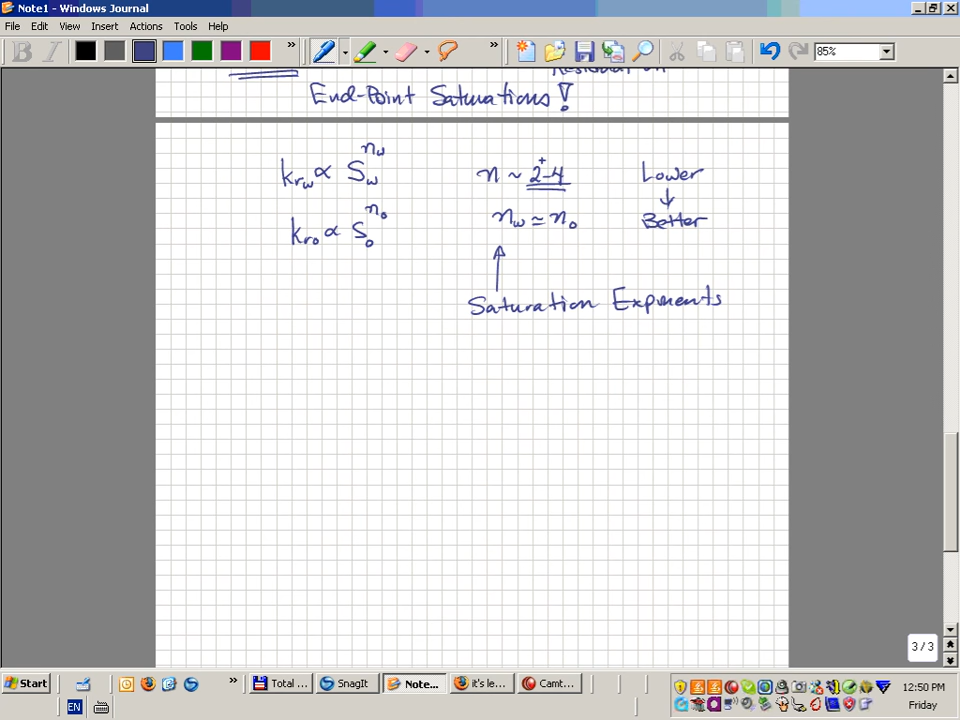 Note1 - Windows Journal
File Edit View Insert Actions Tools Help
B I » » 85%
End-Point Saturations !
krw ∝ Sw^nw n ~ 2+-4 Lower
↓
kro ∝ So^no nw ≃ no Better
↑
Saturation Exponents
3/3
Start » Total ... SnagIt Note... it's le... Camt... 12:50 PM
EN Friday